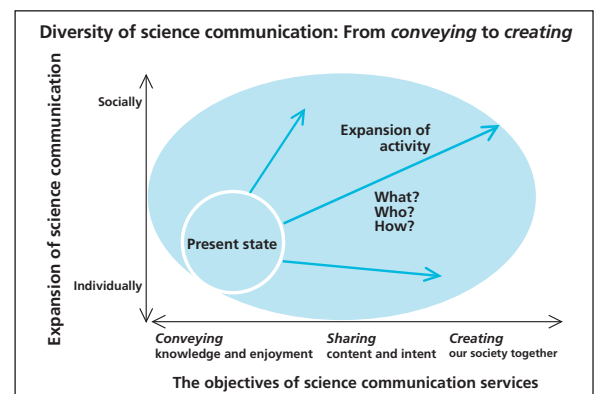 Diversity of science communication: From conveying to creating
Expansion of science communication
Socially
Individually
Expansion of
activity
What?
Who?
How?
Present state
Conveying
knowledge and enjoyment
Sharing
content and intent
Creating
our society together
The objectives of science communication services